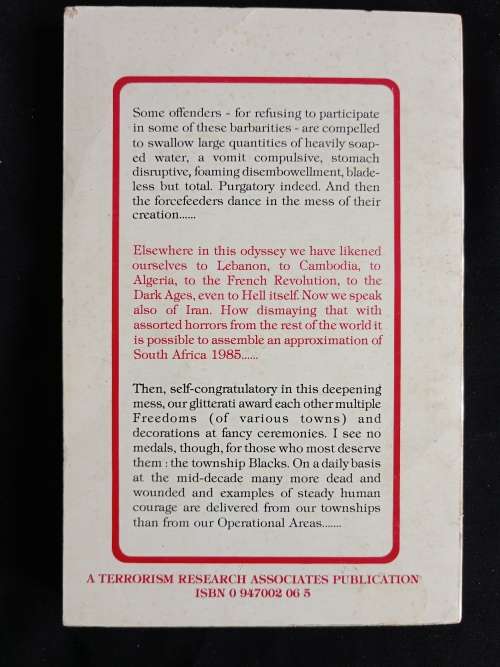 Some offenders - for refusing to participate
in some of these barbarities - are compelled
to swallow large quantities of heavily soap-
ed water, a vomit compulsive, stomach
disruptive, foaming disembowellment, blade-
less but total. Purgatory indeed. And then
the forcefeeders dance in the mess of their
creation......
Elsewhere in this odyssey we have likened
ourselves to Lebanon, to Cambodia, to
Algeria, to the French Revolution, to the
Dark Ages, even to Hell itself. Now we speak
also of Iran. How dismaying that with
assorted horrors from the rest of the world it
is possible to assemble an approximation of
South Africa 1985......
Then, self-congratulatory in this deepening
mess, our glitterati award each other multiple
Freedoms (of various towns) and
decorations at fancy ceremonies. I see no
medals, though, for those who most deserve
them : the township Blacks. On a daily basis
at the mid-decade many more dead and
wounded and examples of steady human
courage are delivered from our townships
than from our Operational Areas.......
A TERRORISM RESEARCH ASSOCIATES PUBLICATION
ISBN 0 947002 06 5